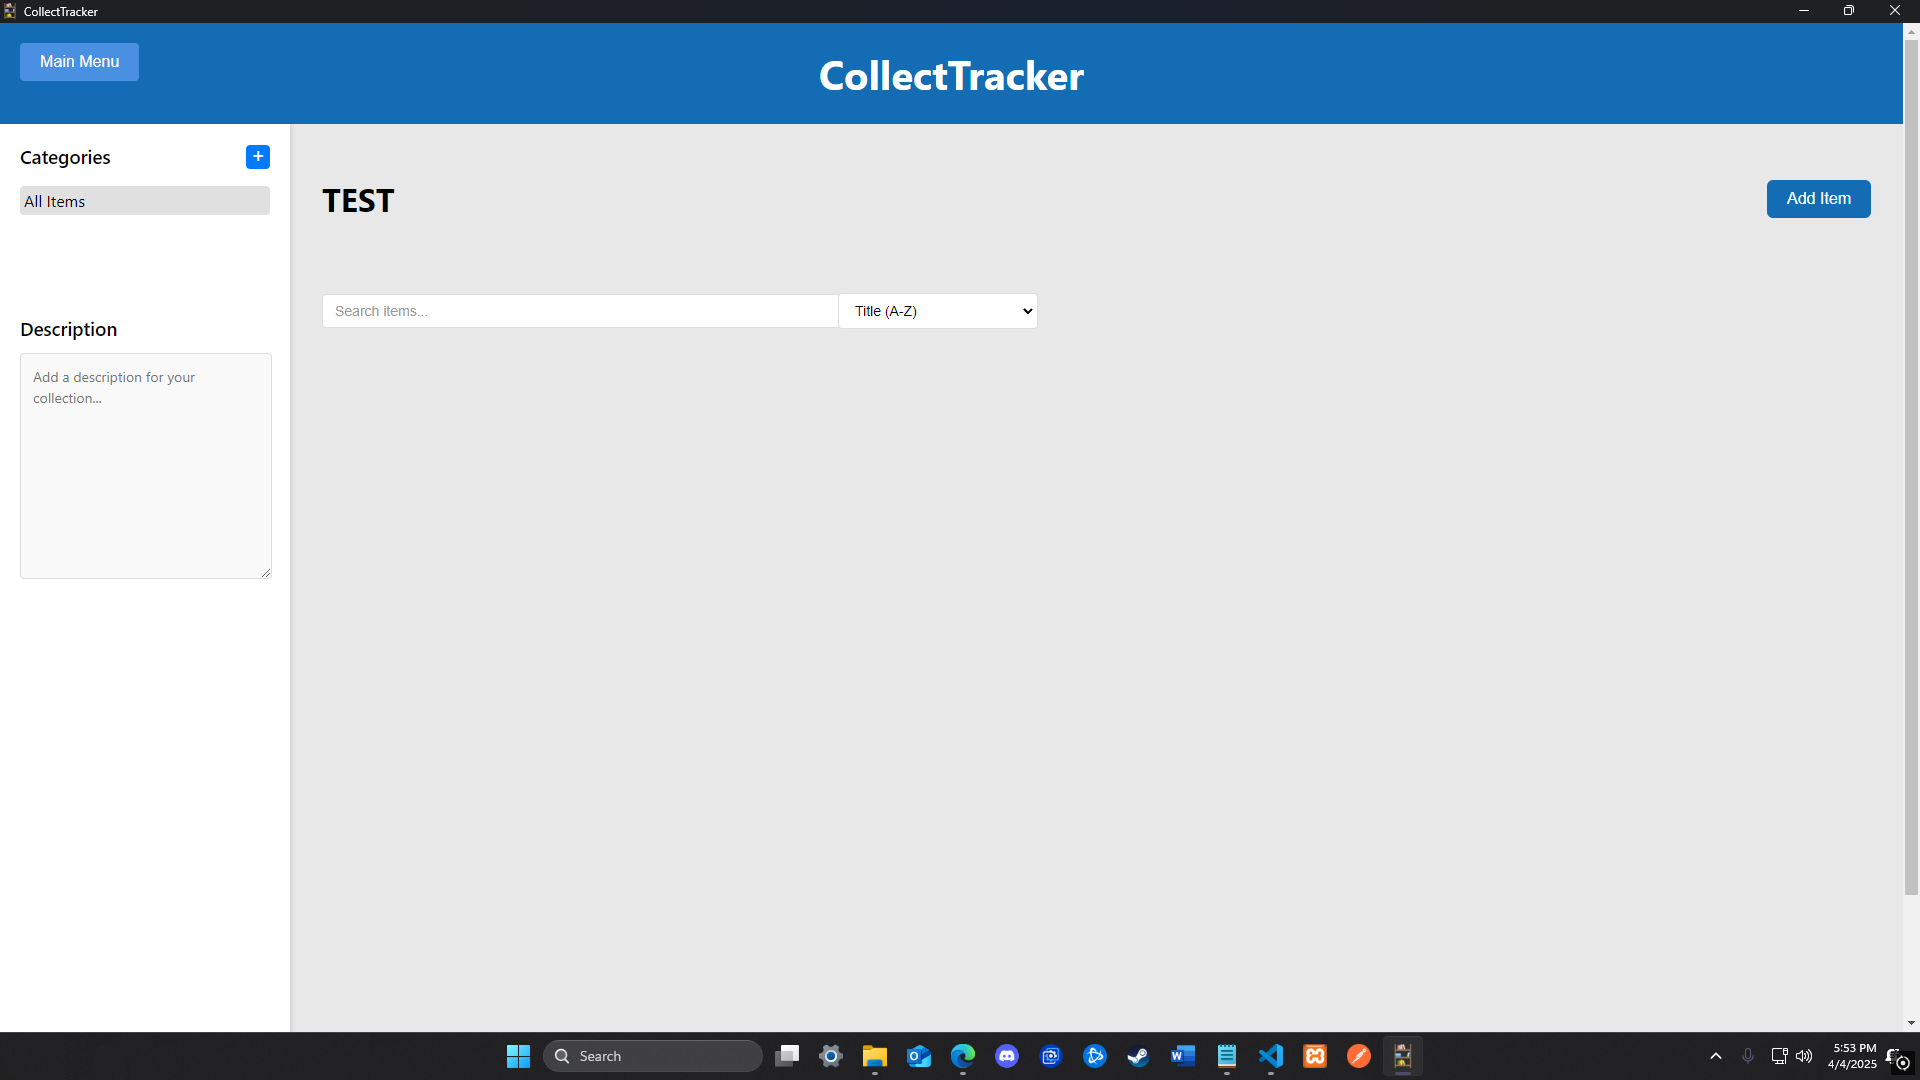 CollectTracker
Main Menu
CollectTracker
Categories
+
All Items
TEST
Add Item
Search items...
Title (A-Z)
Description
Add a description for your
collection...
Search
5:53 PM
4/4/2025